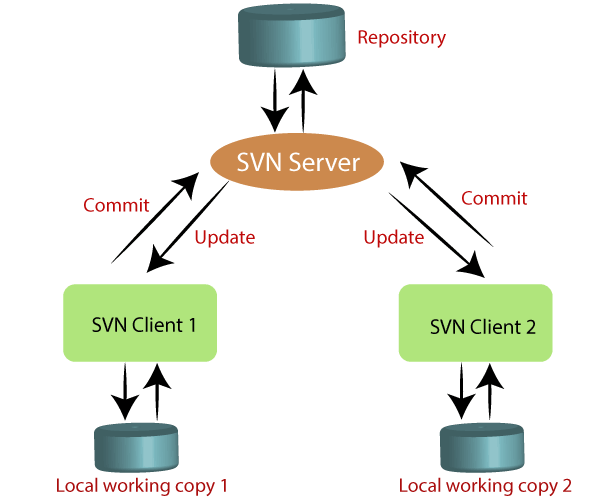 Repository
SVN Server
Commit
Commit
Update
Update
SVN Client 1
SVN Client 2
Local working copy 1
Local working copy 2